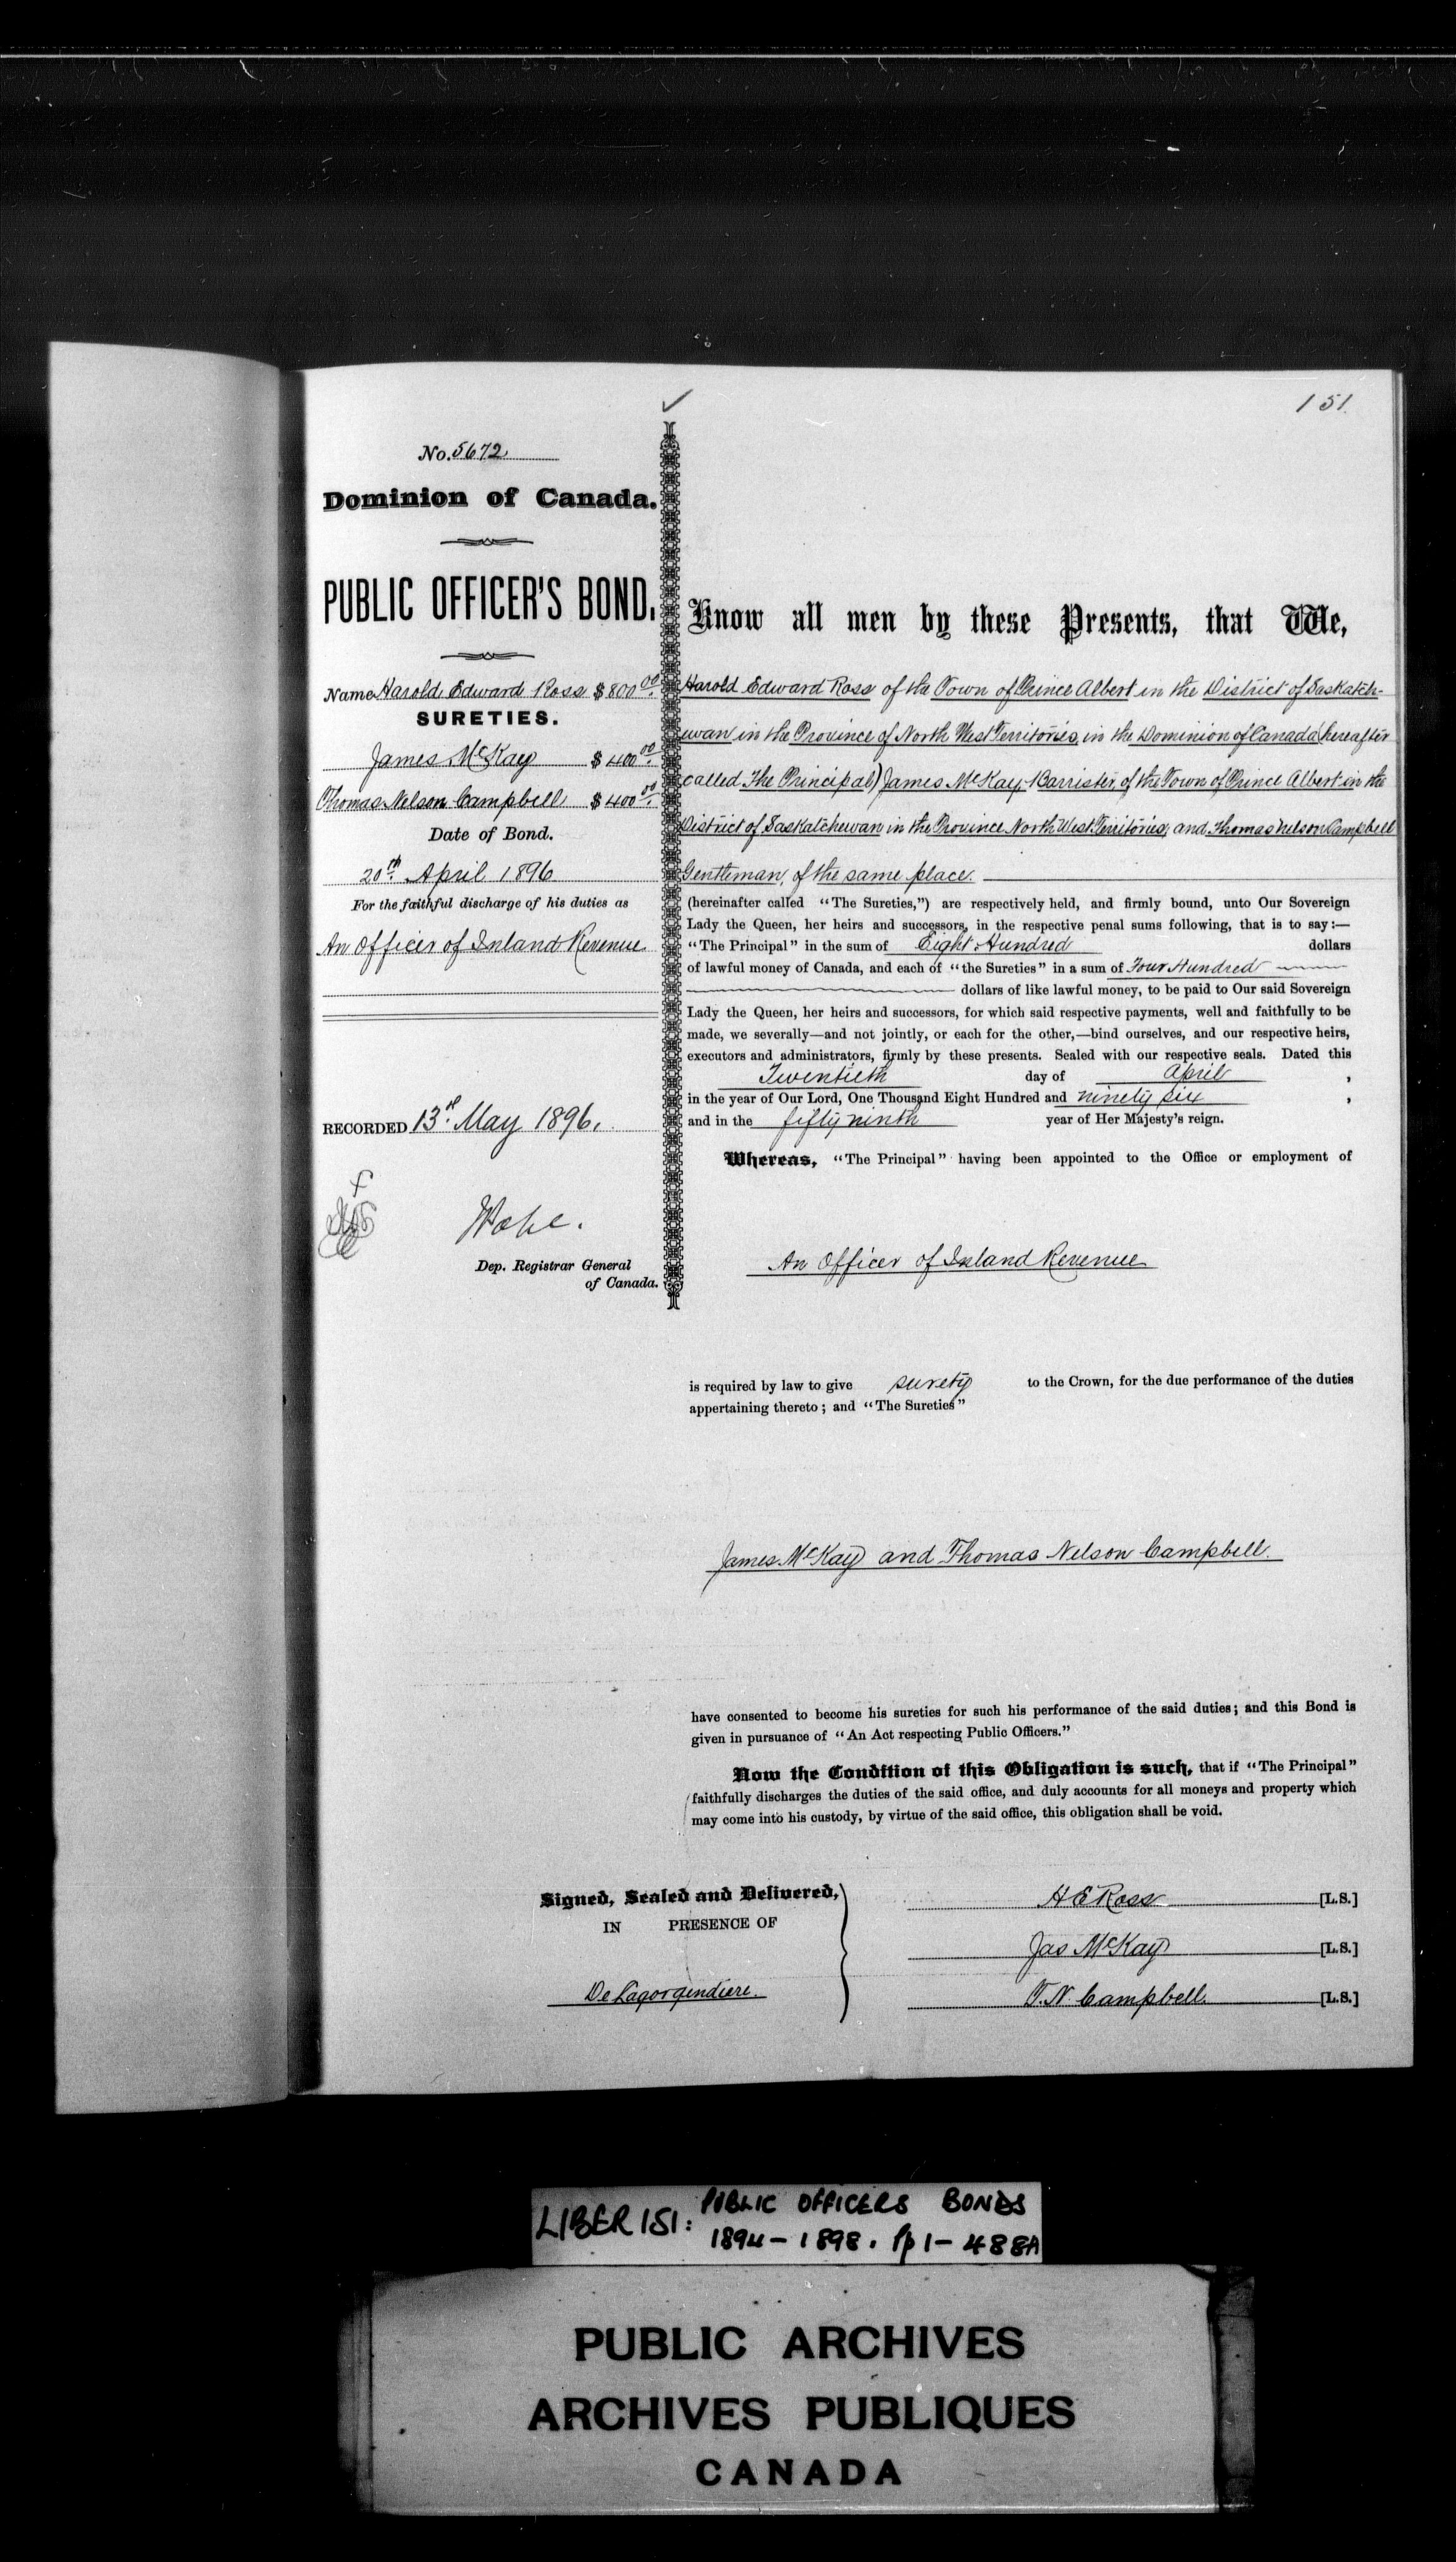 151.
No. 5672.
Dominion of Canada.
PUBLIC OFFICER'S BOND.
Name Harold Edward Ross $800 00.
SURETIES.
James McKay $400 00.
Thomas Nelson Campbell $400 00.
Date of Bond.
20th April 1896
For the faithful discharge of his duties as
An Officer of Inland Revenue
RECORDED 13th May 1896.
Dep. Registrar General
of Canada.
Know all men by these Presents, that We,
Harold Edward Ross of the Town of Prince Albert in the District of Saskatch-
ewan in the Province of North West Territories, in the Dominion of Canada (hereafter
called The Principal) James McKay, Barrister, of the Town of Prince Albert in the
District of Saskatchewan in the Province North West Territories, and Thomas Nelson Campbell
Gentleman, of the same place.
(hereinafter called "The Sureties,") are respectively held, and firmly bound, unto Our Sovereign
Lady the Queen, her heirs and successors, in the respective penal sums following, that is to say:—
"The Principal" in the sum of Eight Hundred dollars
of lawful money of Canada, and each of "the Sureties" in a sum of Four Hundred
dollars of like lawful money, to be paid to Our said Sovereign
Lady the Queen, her heirs and successors, for which said respective payments, well and faithfully to be
made, we severally—and not jointly, or each for the other,—bind ourselves, and our respective heirs,
executors and administrators, firmly by these presents. Sealed with our respective seals. Dated this
Twentieth day of April ,
in the year of Our Lord, One Thousand Eight Hundred and ninety six ,
and in the fifty ninth year of Her Majesty's reign.
Whereas, "The Principal" having been appointed to the Office or employment of
An Officer of Inland Revenue
is required by law to give surety to the Crown, for the due performance of the duties
appertaining thereto; and "The Sureties"
James McKay and Thomas Nelson Campbell.
have consented to become his sureties for such his performance of the said duties; and this Bond is
given in pursuance of "An Act respecting Public Officers."
Now the Condition of this Obligation is such, that if "The Principal"
faithfully discharges the duties of the said office, and duly accounts for all moneys and property which
may come into his custody, by virtue of the said office, this obligation shall be void.
Signed, Sealed and Delivered,
IN PRESENCE OF
De Lagorgendiere.
H E Ross [L.S.]
Jas McKay [L.S.]
T. N. Campbell [L.S.]
LIBER 151: PUBLIC OFFICERS BONDS
1894-1898. Pp 1-488A
PUBLIC ARCHIVES
ARCHIVES PUBLIQUES
CANADA